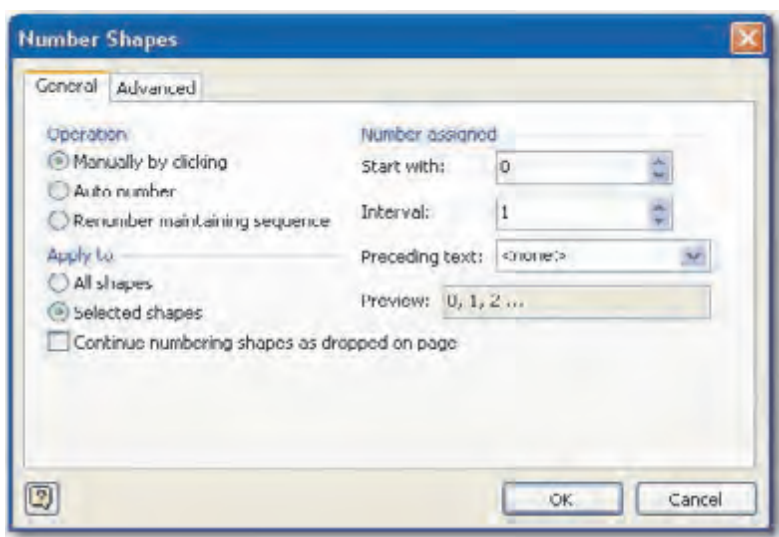 Number Shapes
General Advanced
Operation
Manually by clicking
Auto number
Renumber maintaining sequence
Apply to
All shapes
Selected shapes
Continue numbering shapes as dropped on page
Number assigned
Start with: 0
Interval: 1
Preceding text: <none>
Preview: 0, 1, 2 ...
OK Cancel